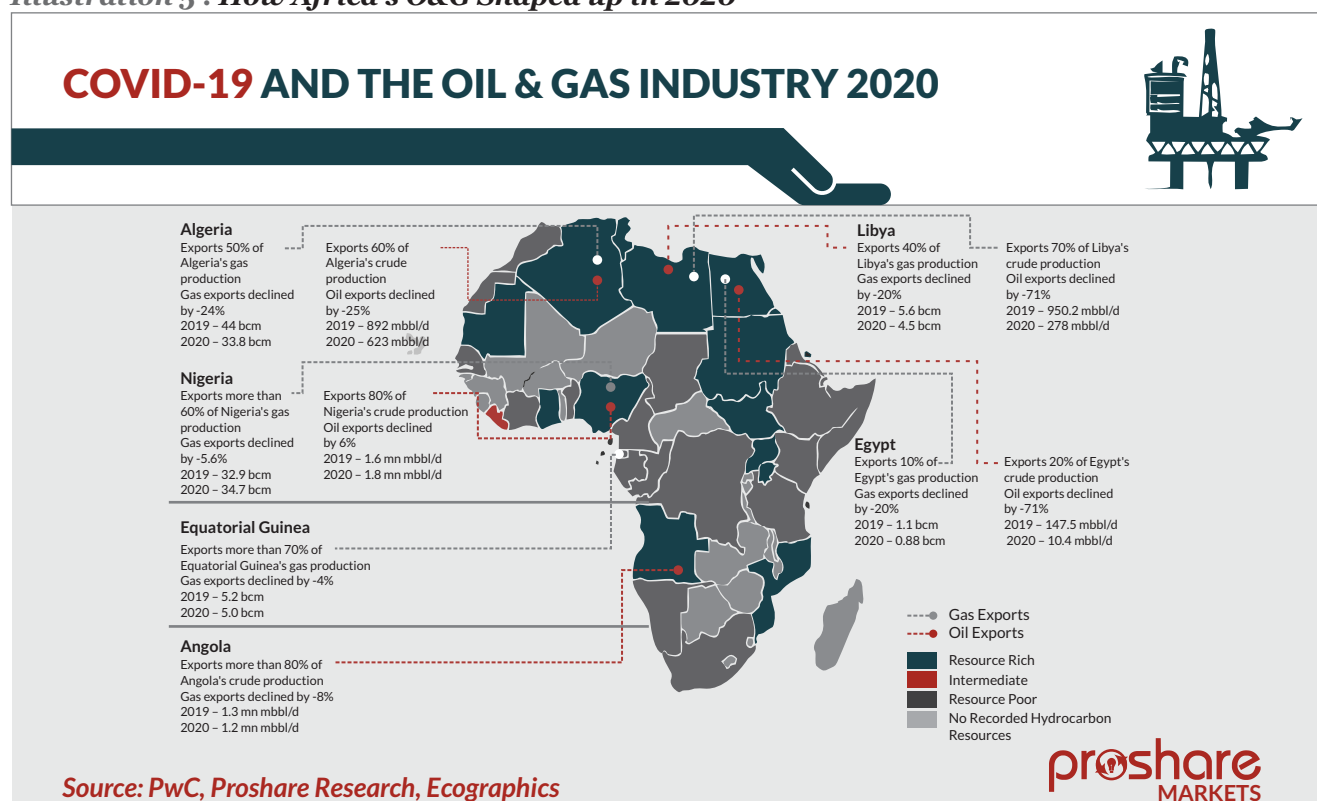 Illustration 5 : How Africa's O&G Shaped up in 2020
COVID-19 AND THE OIL & GAS INDUSTRY 2020
Algeria
Exports 50% of
Algeria's gas
production
Gas exports declined
by -24%
2019 – 44 bcm
2020 – 33.8 bcm
Exports 60% of
Algeria's crude
production
Oil exports declined
by -25%
2019 – 892 mbbl/d
2020 – 623 mbbl/d
Libya
Exports 40% of
Libya's gas production
Gas exports declined
by -20%
2019 – 5.6 bcm
2020 – 4.5 bcm
Exports 70% of Libya's
crude production
Oil exports declined
by -71%
2019 – 950.2 mbbl/d
2020 – 278 mbbl/d
Nigeria
Exports more than
60% of Nigeria's gas
production
Gas exports declined
by -5.6%
2019 – 32.9 bcm
2020 – 34.7 bcm
Exports 80% of
Nigeria's crude production
Oil exports declined
by 6%
2019 – 1.6 mn mbbl/d
2020 – 1.8 mn mbbl/d
Egypt
Exports 10% of
Egypt's gas production
Gas exports declined
by -20%
2019 – 1.1 bcm
2020 – 0.88 bcm
Exports 20% of Egypt's
crude production
Oil exports declined
by -71%
2019 – 147.5 mbbl/d
2020 – 10.4 mbbl/d
Equatorial Guinea
Exports more than 70% of
Equatorial Guinea's gas production
Gas exports declined by -4%
2019 – 5.2 bcm
2020 – 5.0 bcm
Angola
Exports more than 80% of
Angola's crude production
Gas exports declined by -8%
2019 – 1.3 mn mbbl/d
2020 – 1.2 mn mbbl/d
Gas Exports
Oil Exports
Resource Rich
Intermediate
Resource Poor
No Recorded Hydrocarbon
Resources
Source: PwC, Proshare Research, Ecographics
proshare
MARKETS